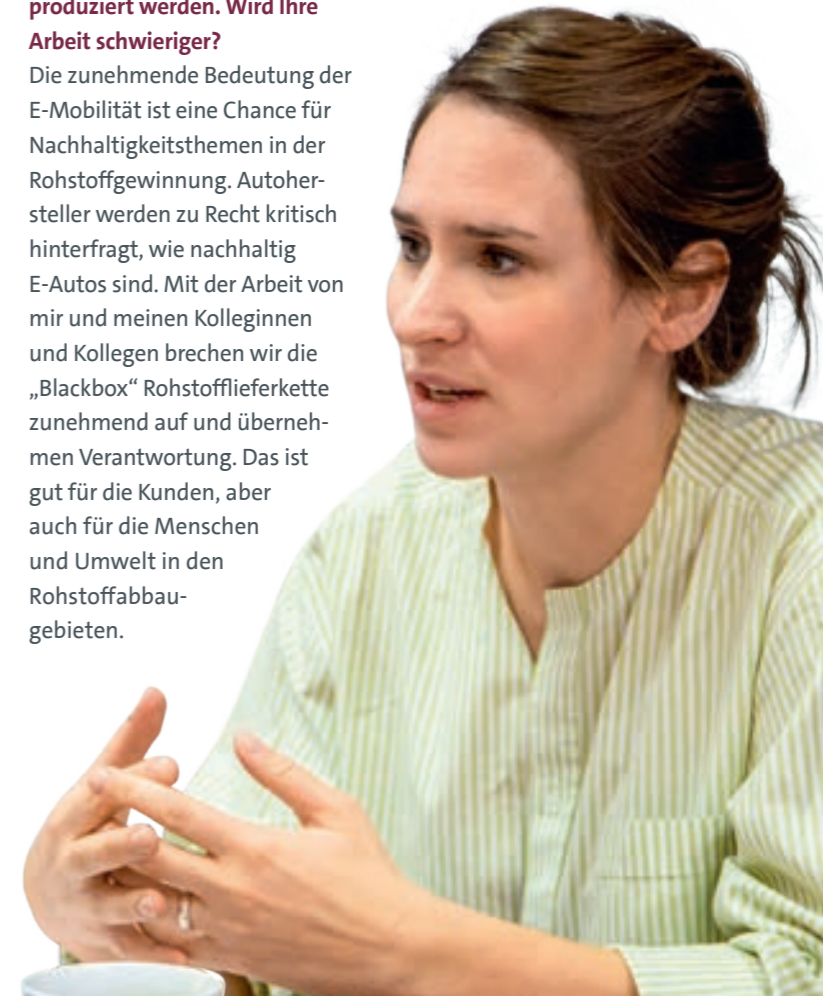 produziert werden. Wird Ihre
Arbeit schwieriger?
Die zunehmende Bedeutung der
E-Mobilität ist eine Chance für
Nachhaltigkeitsthemen in der
Rohstoffgewinnung. Autoher-
steller werden zu Recht kritisch
hinterfragt, wie nachhaltig
E-Autos sind. Mit der Arbeit von
mir und meinen Kolleginnen
und Kollegen brechen wir die
„Blackbox“ Rohstofflieferkette
zunehmend auf und überneh-
men Verantwortung. Das ist
gut für die Kunden, aber
auch für die Menschen
und Umwelt in den
Rohstoffabbau-
gebieten.